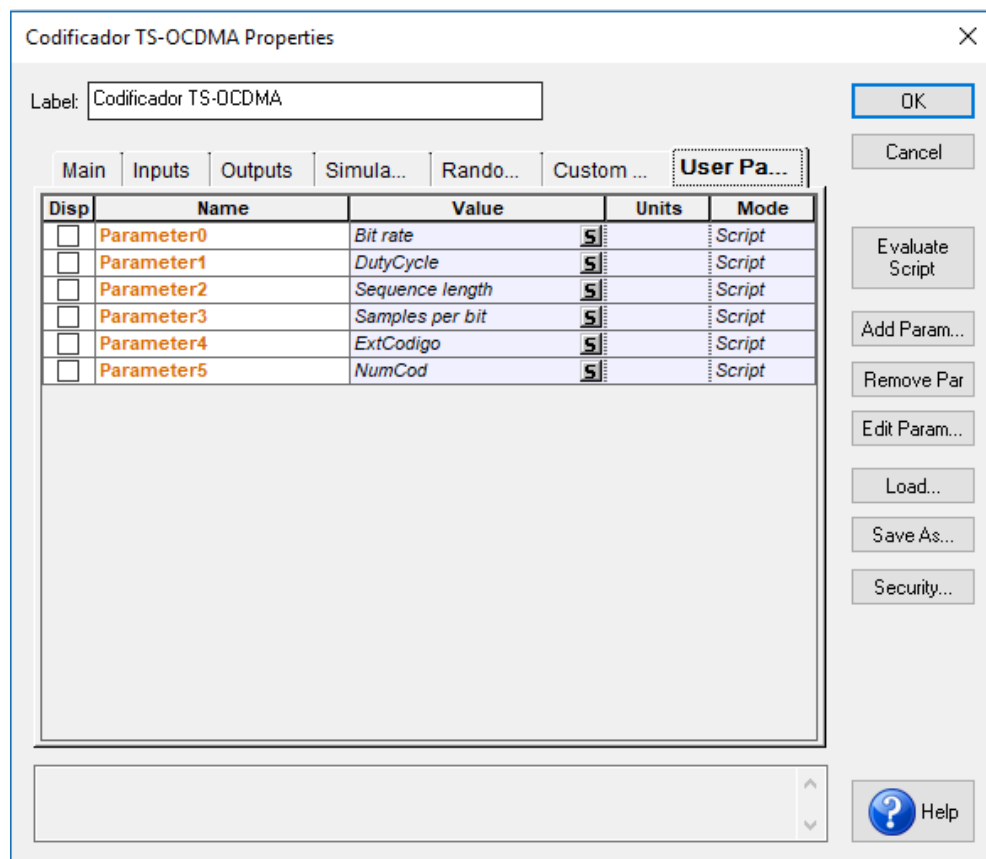 Codificador TS-OCDMA Properties
Label: Codificador TS-OCDMA
OK
Cancel
Main Inputs Outputs Simula... Rando... Custom ... User Pa...
Disp Name Value Units Mode
Parameter0 Bit rate S Script
Parameter1 DutyCycle S Script
Parameter2 Sequence length S Script
Parameter3 Samples per bit S Script
Parameter4 ExtCodigo S Script
Parameter5 NumCod S Script
Evaluate
Script
Add Param...
Remove Par
Edit Param...
Load...
Save As...
Security...
? Help